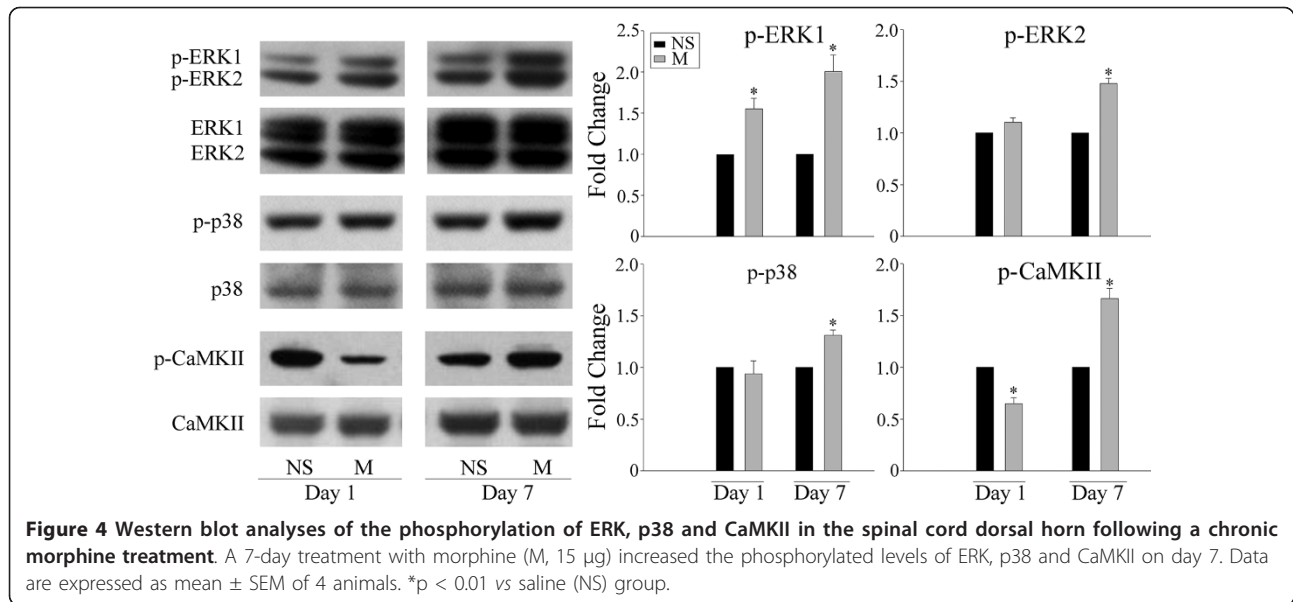 p-ERK1
p-ERK2
ERK1
ERK2
p-p38
p38
p-CaMKII
CaMKII
NS M NS M
Day 1 Day 7
p-ERK1
NS
M
Fold Change
2.5
2.0
1.5
1.0
0.5
0
* *
p-ERK2
2.0
1.5
1.0
0.5
0
*
p-p38
Fold Change
2.0
1.5
1.0
0.5
0
*
Day 1 Day 7
p-CaMKII
2.0
1.5
1.0
0.5
0
* *
Day 1 Day 7
Figure 4 Western blot analyses of the phosphorylation of ERK, p38 and CaMKII in the spinal cord dorsal horn following a chronic
morphine treatment. A 7-day treatment with morphine (M, 15 μg) increased the phosphorylated levels of ERK, p38 and CaMKII on day 7. Data
are expressed as mean ± SEM of 4 animals. *p < 0.01 vs saline (NS) group.